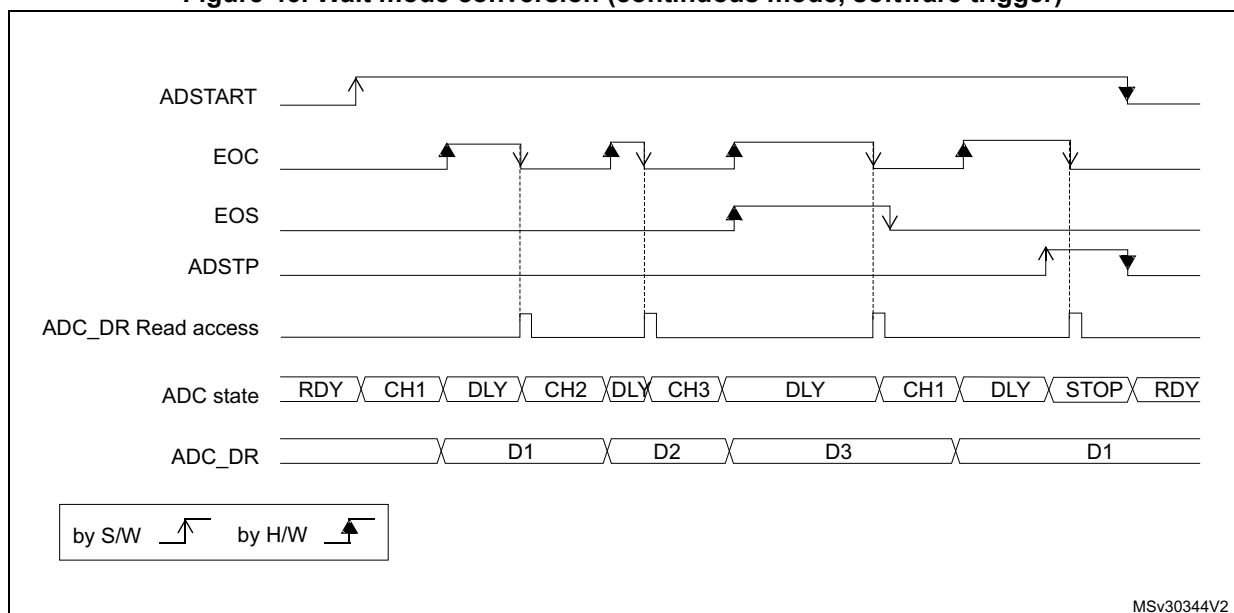 Figure 40. Wait mode conversion (continuous mode, software trigger)
ADSTART
EOC
EOS
ADSTP
ADC_DR Read access
ADC state RDY CH1 DLY CH2 DLY CH3 DLY CH1 DLY STOP RDY
ADC_DR D1 D2 D3 D1
by S/W by H/W
MSv30344V2